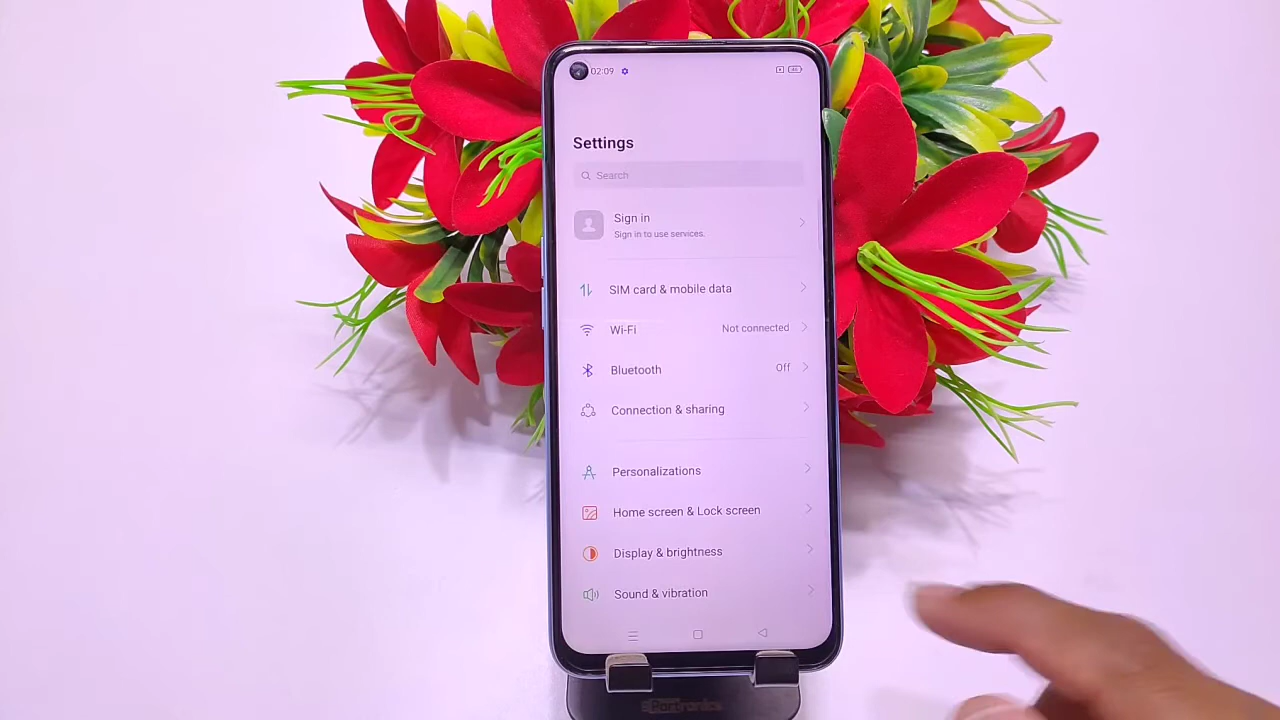 02:09
Settings
Search
Sign in
Sign in to use services.
SIM card & mobile data
Wi-Fi Not connected
Bluetooth Off
Connection & sharing
Personalizations
Home screen & Lock screen
Display & brightness
Sound & vibration
Portronics